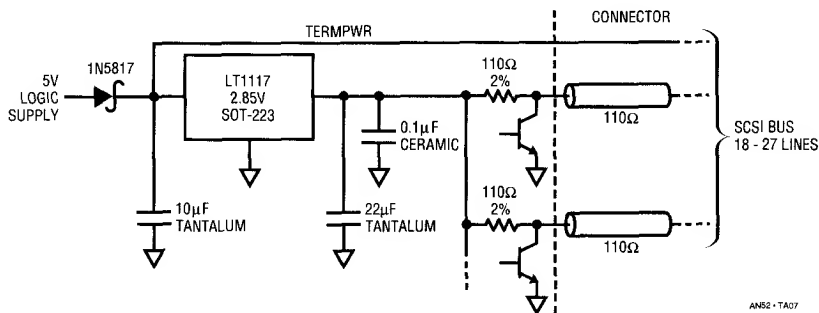 CONNECTOR
TERMPWR
1N5817
5V
LOGIC
SUPPLY
LT1117
2.85V
SOT-223
110Ω
2%
110Ω
0.1µF
CERAMIC
SCSI BUS
18 - 27 LINES
10µF
TANTALUM
22µF
TANTALUM
110Ω
2%
110Ω
AN52 • TA07